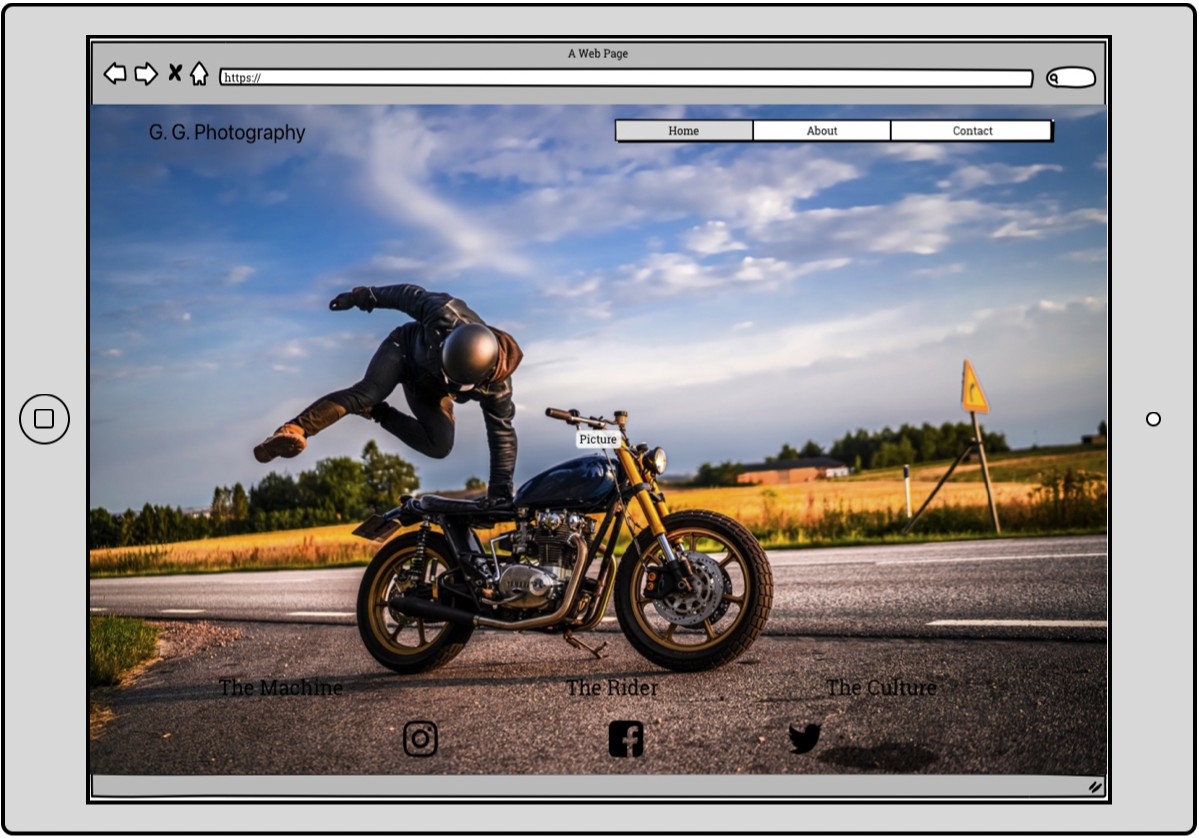 A Web Page
https://
G. G. Photography
Home About Contact
Picture
The Machine The Rider The Culture